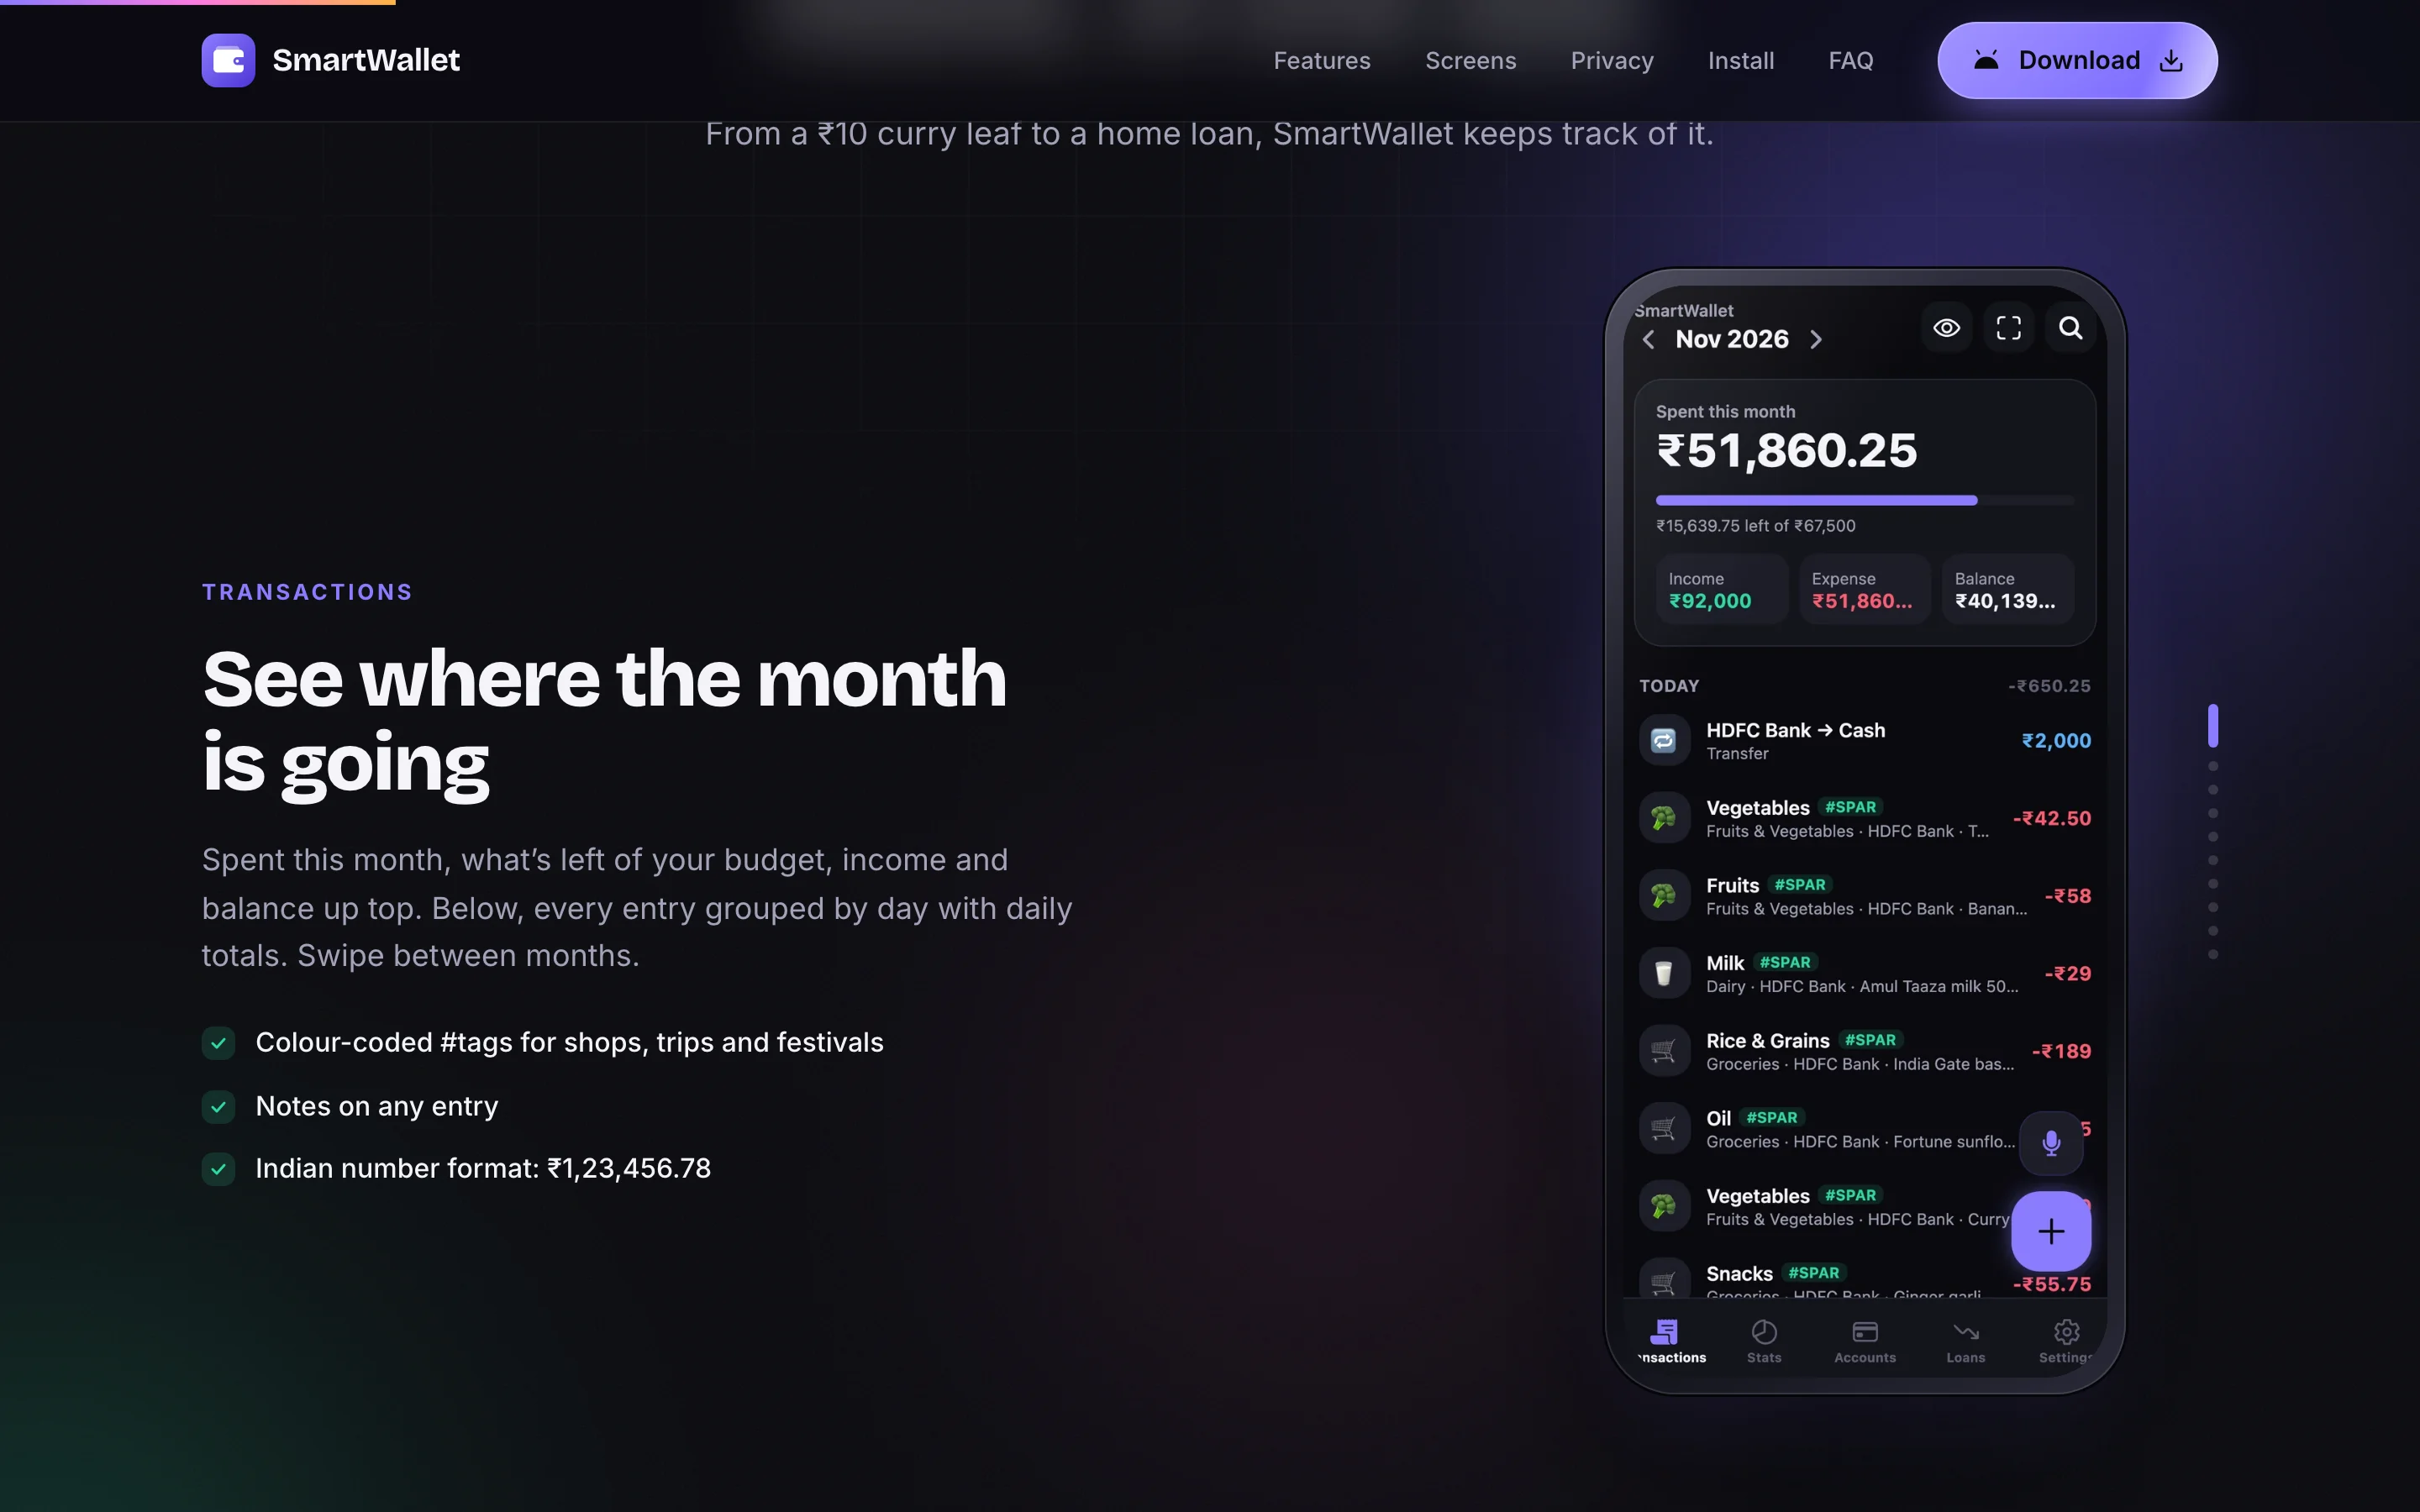 SmartWallet
Features
Screens
Privacy
Install
FAQ
Download
From a ₹10 curry leaf to a home loan, SmartWallet keeps track of it.
TRANSACTIONS
See where the month
is going
Spent this month, what’s left of your budget, income and
balance up top. Below, every entry grouped by day with daily
totals. Swipe between months.
Colour-coded #tags for shops, trips and festivals
Notes on any entry
Indian number format: ₹1,23,456.78
SmartWallet
Nov 2026
Spent this month
₹51,860.25
₹15,639.75 left of ₹67,500
Income
₹92,000
Expense
₹51,860...
Balance
₹40,139...
TODAY -₹650.25
HDFC Bank → Cash
Transfer
₹2,000
Vegetables #SPAR
Fruits & Vegetables · HDFC Bank · T...
-₹42.50
Fruits #SPAR
Fruits & Vegetables · HDFC Bank · Banan...
-₹58
Milk #SPAR
Dairy · HDFC Bank · Amul Taaza milk 50...
-₹29
Rice & Grains #SPAR
Groceries · HDFC Bank · India Gate bas...
-₹189
Oil #SPAR
Groceries · HDFC Bank · Fortune sunflo...
5
Vegetables #SPAR
Fruits & Vegetables · HDFC Bank · Curry
Snacks #SPAR
Groceries · HDFC Bank · Ginger garli
-₹55.75
nsactions
Stats
Accounts
Loans
Settings